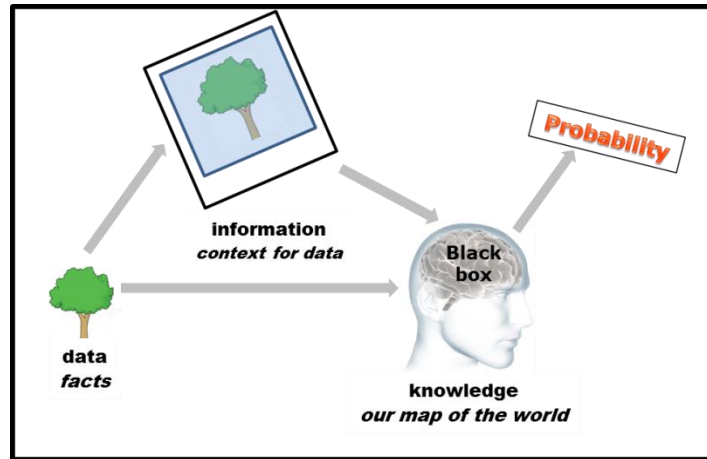 Probability
information
context for data
Black
box
data
facts
knowledge
our map of the world